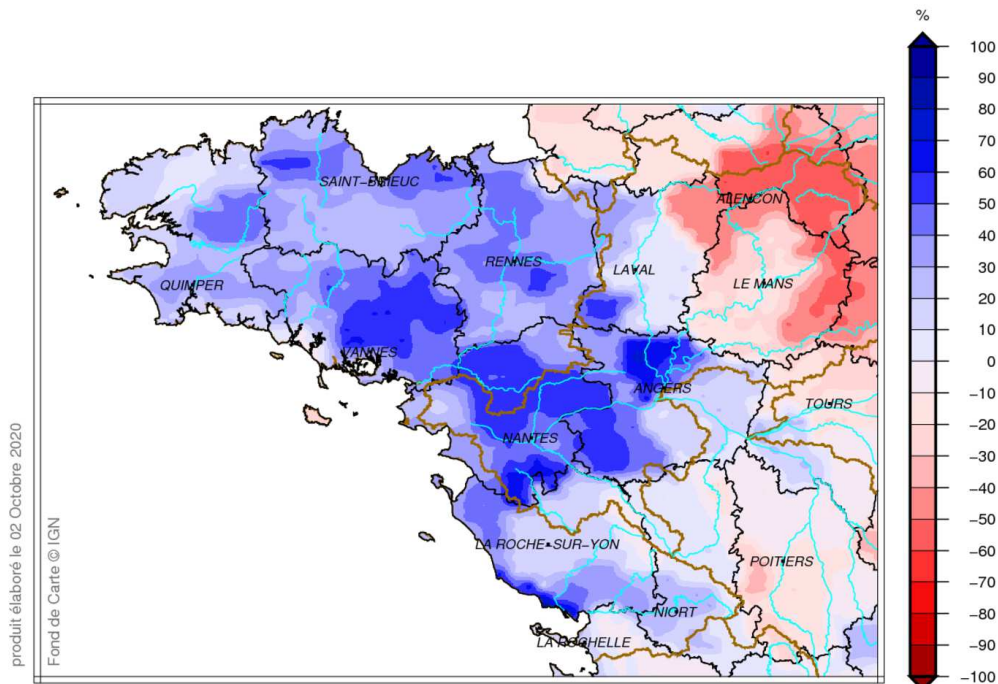 %
100
90
80
70
60
50
40
30
20
10
0
−10
−20
−30
−40
−50
−60
−70
−80
−90
−100
SAINT−BRIEUC
ALENCON
RENNES
LAVAL
QUIMPER
LE MANS
VANNES
ANGERS
TOURS
NANTES
LA ROCHE−SUR−YON
POITIERS
NIORT
LA ROCHELLE
produit élaboré le 02 Octobre 2020
Fond de Carte © IGN